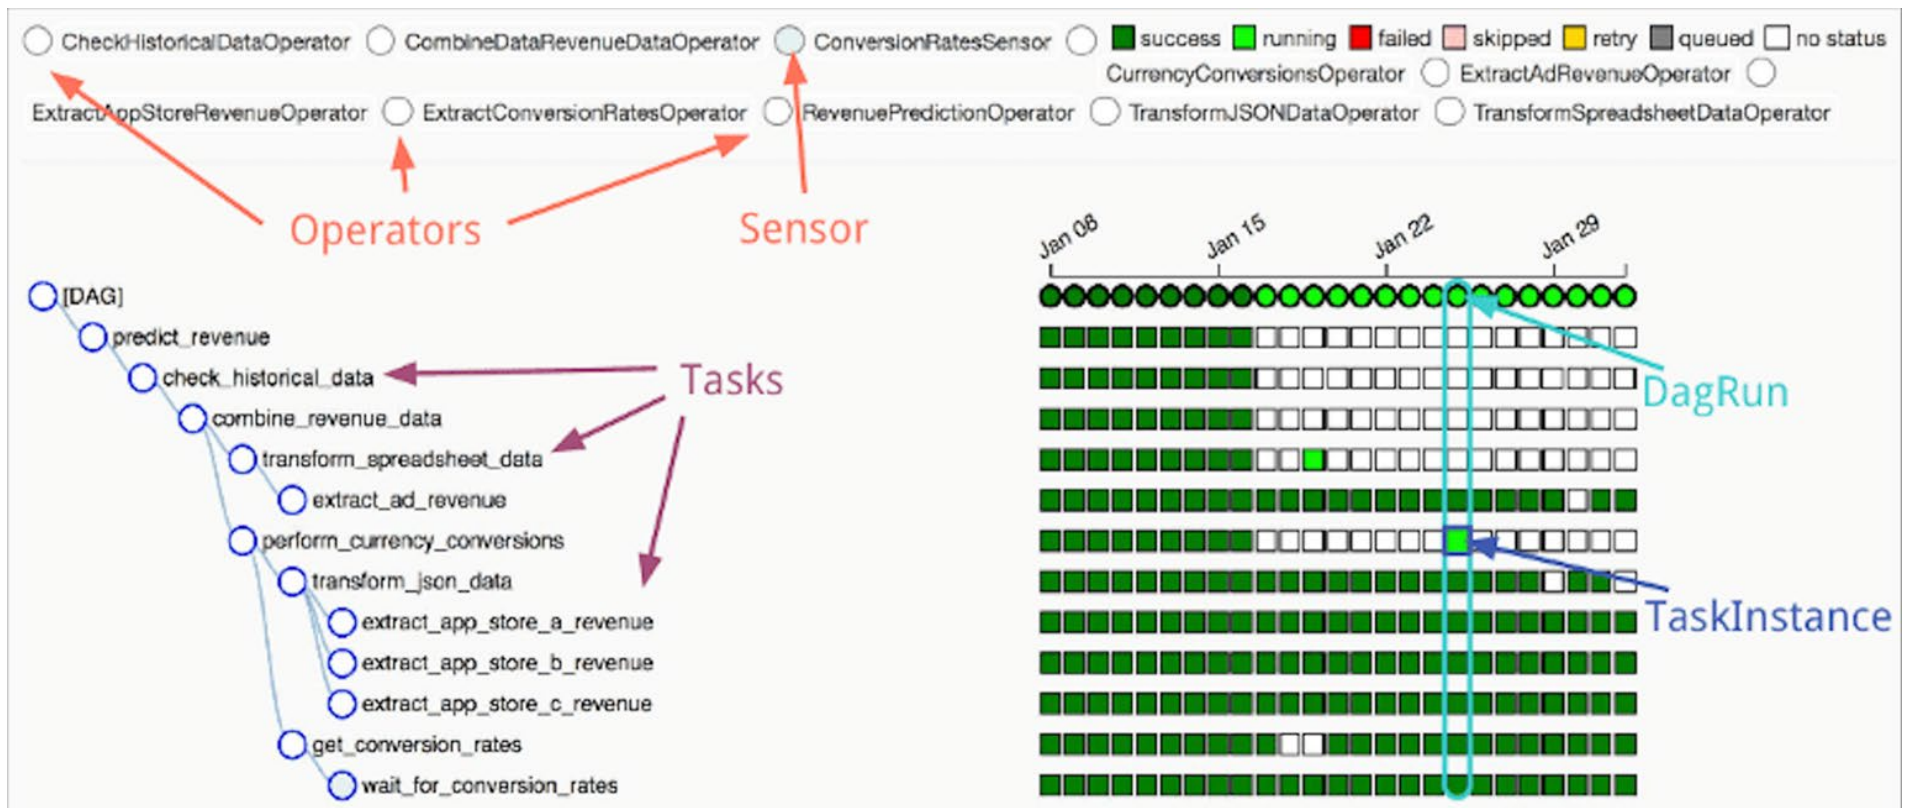 CheckHistoricalDataOperator CombineDataRevenueDataOperator ConversionRatesSensor success running failed skipped retry queued no status
CurrencyConversionsOperator ExtractAdRevenueOperator
ExtractAppStoreRevenueOperator ExtractConversionRatesOperator RevenuePredictionOperator TransformJSONDataOperator TransformSpreadsheetDataOperator
Operators
Sensor
Jan 08 Jan 15 Jan 22 Jan 29
[DAG]
predict_revenue
check_historical_data
Tasks
DagRun
combine_revenue_data
transform_spreadsheet_data
extract_ad_revenue
perform_currency_conversions
transform_json_data
TaskInstance
extract_app_store_a_revenue
extract_app_store_b_revenue
extract_app_store_c_revenue
get_conversion_rates
wait_for_conversion_rates